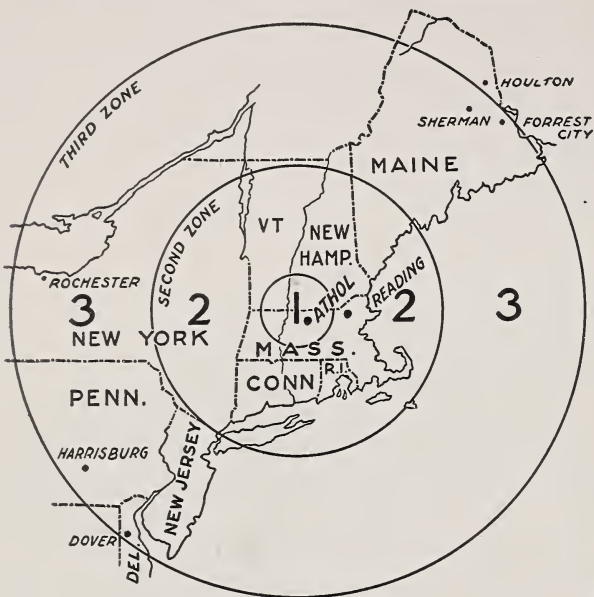 THIRD ZONE
HOULTON
SHERMAN
FORREST
CITY
MAINE
SECOND ZONE
VT
NEW
HAMP.
ROCHESTER
3
2
1
ATHOL
READING
2
3
NEW YORK
MASS.
CONN
R.I.
PENN.
HARRISBURG
NEW JERSEY
DOVER
DEL.